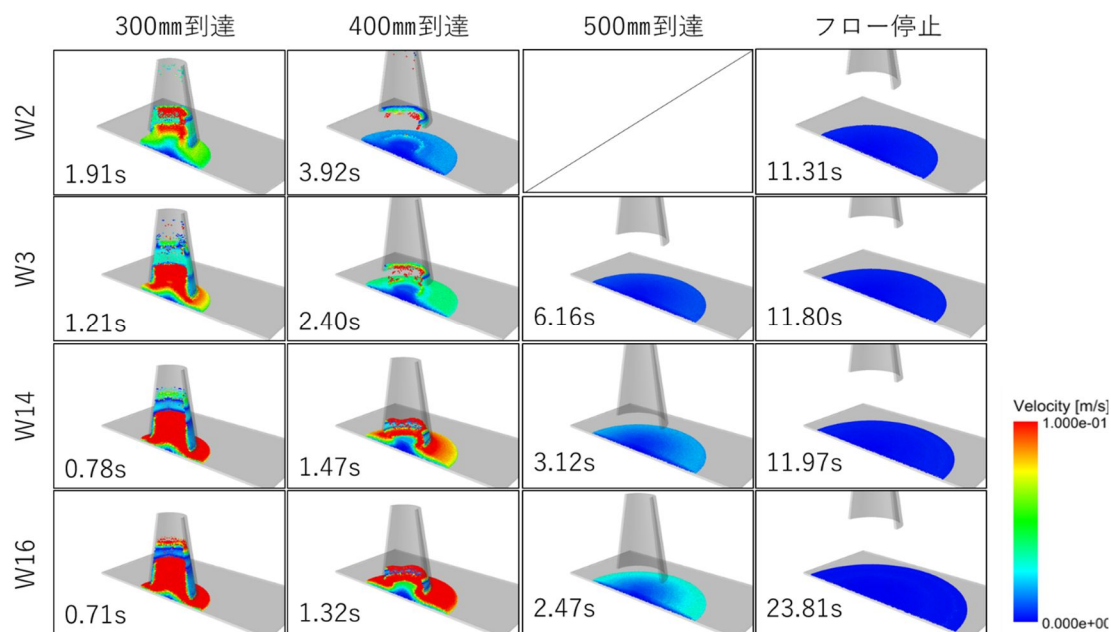 300㎜到達 400㎜到達 500㎜到達 フロー停止
W2 1.91s 3.92s 11.31s
W3 1.21s 2.40s 6.16s 11.80s
W14 0.78s 1.47s 3.12s 11.97s
W16 0.71s 1.32s 2.47s 23.81s
Velocity [m/s]
1.000e-01
0.000e+00